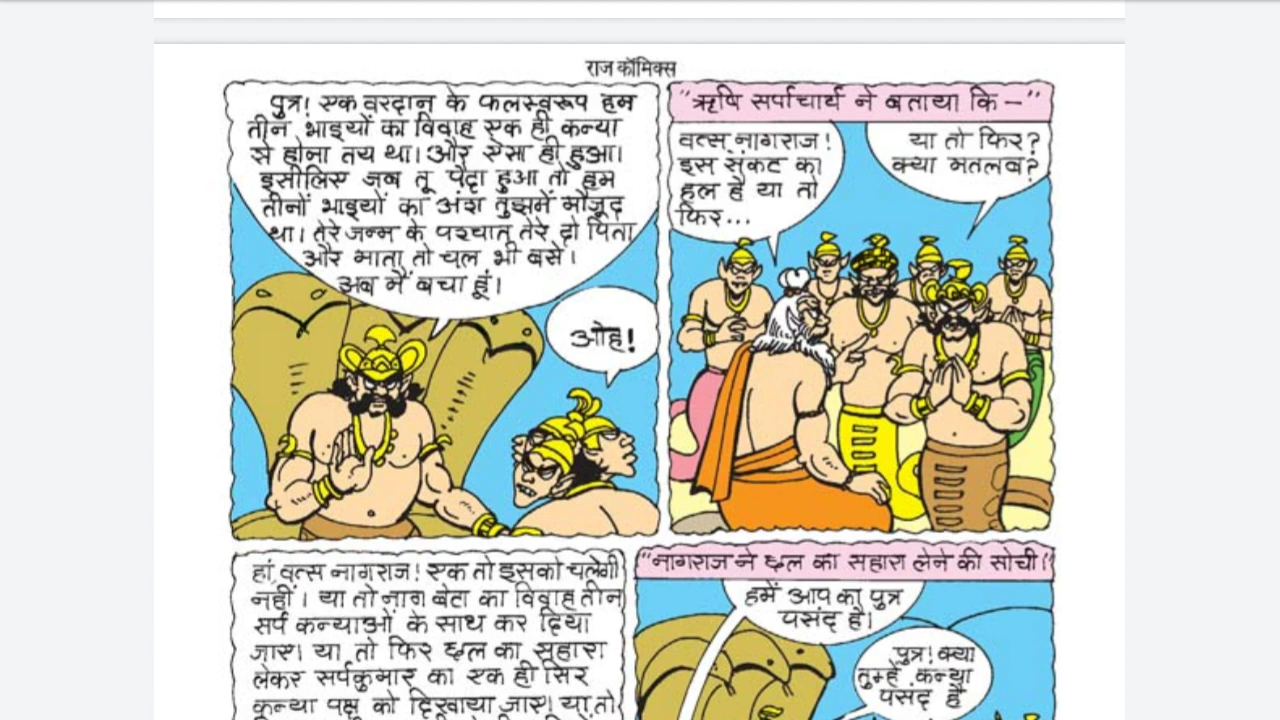 राज कॉमिक्स
पुत्र! एक वरदान के फलस्वरूप हम
तीन भाइयों का विवाह एक ही कन्या
से होना तय था। और ऐसा ही हुआ।
इसीलिए जब तू पैदा हुआ तो हम
तीनों भाइयों का अंश तुझमें मौजूद
था। तेरे जन्म के पश्चात् तेरे दो पिता
और माता तो चल भी बसे।
अब मैं बचा हूं।
ओह!
"ऋषि सर्पाचार्य ने बताया कि-"
वत्स नागराज!
इस संकट का
हल है या तो
फिर...
या तो फिर?
क्या मतलब?
हां वत्स नागराज! एक तो इसको चलेगी
नहीं। या तो नाग बेटा का विवाह तीन
सर्प कन्याओं के साथ कर दिया
जाए। या तो फिर छल का सहारा
लेकर सर्पकुमार का एक ही सिर
कन्या पक्ष को दिखाया जाए। या तो
"नागराज ने छल का सहारा लेने की सोची।"
हमें आप का पुत्र
पसंद है।
पुत्र! क्या
तुम्हें कन्या
पसंद है